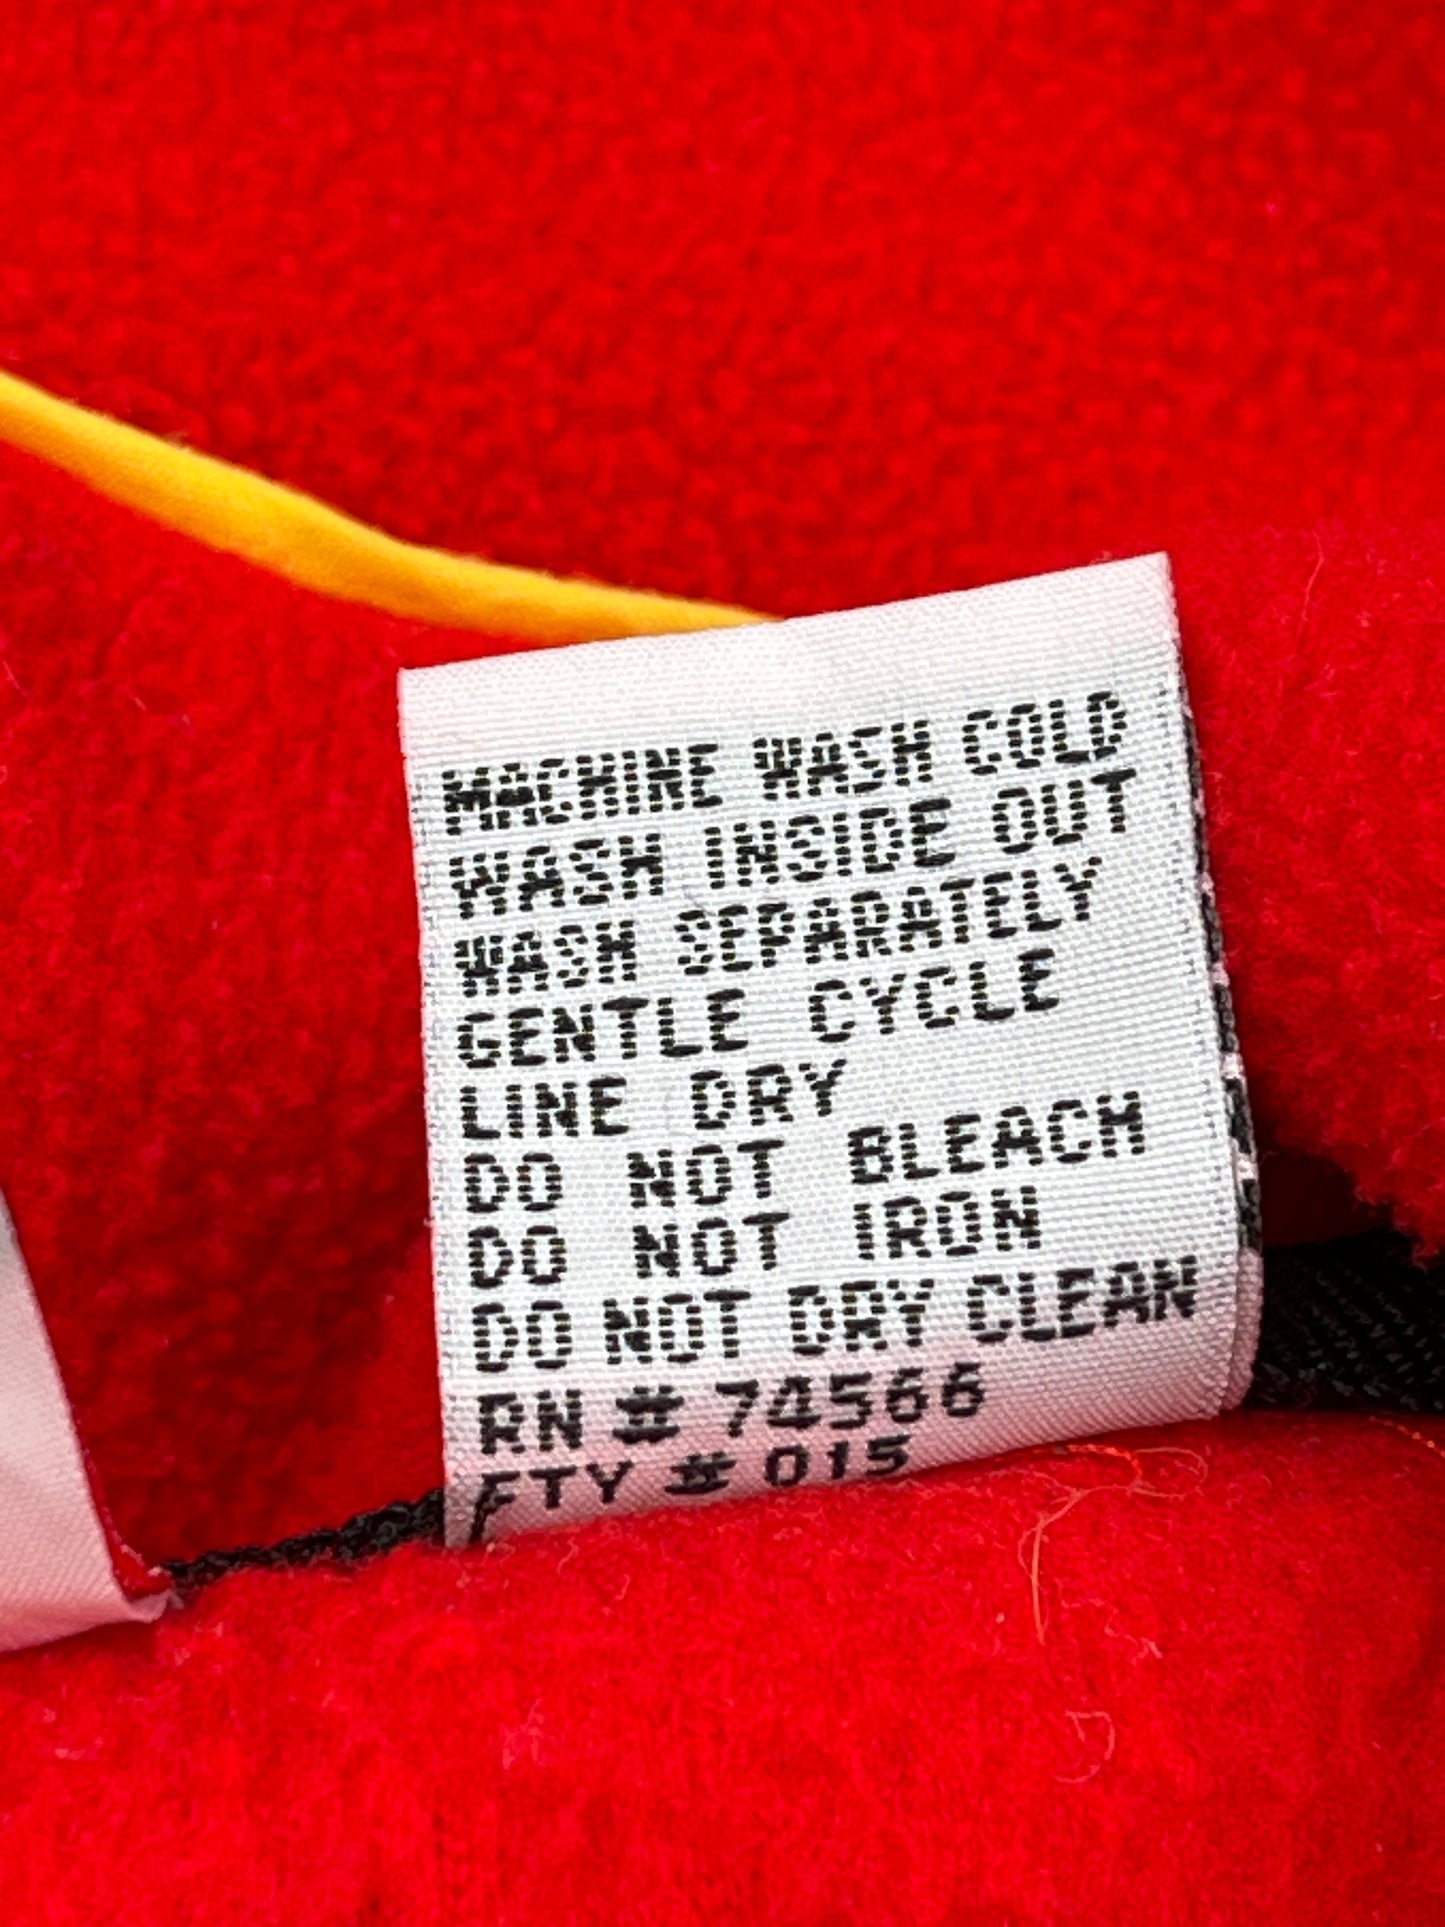 MACHINE WASH COLD
WASH INSIDE OUT
WASH SEPARATELY
GENTLE CYCLE
LINE DRY
DO NOT BLEACH
DO NOT IRON
DO NOT DRY CLEAN
RN # 74566
FTY # 015